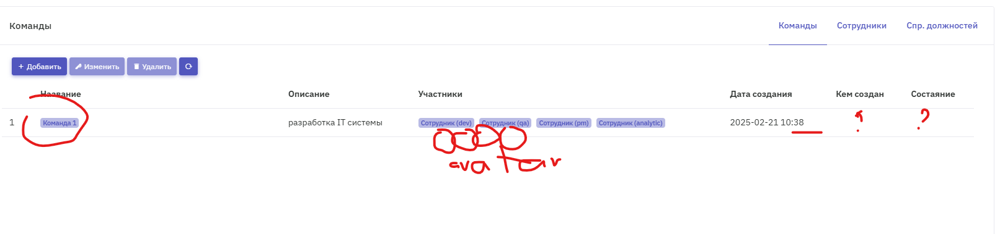 Команды Команды Сотрудники Спр. должностей
+ Добавить Изменить Удалить
Название Описание Участники Дата создания Кем создан Состаяние
1 Команда 1 разработка IT системы Сотрудник (dev) Сотрудник (qa) Сотрудник (pm) Сотрудник (analytic) 2025-02-21 10:38 ? ?
avatar